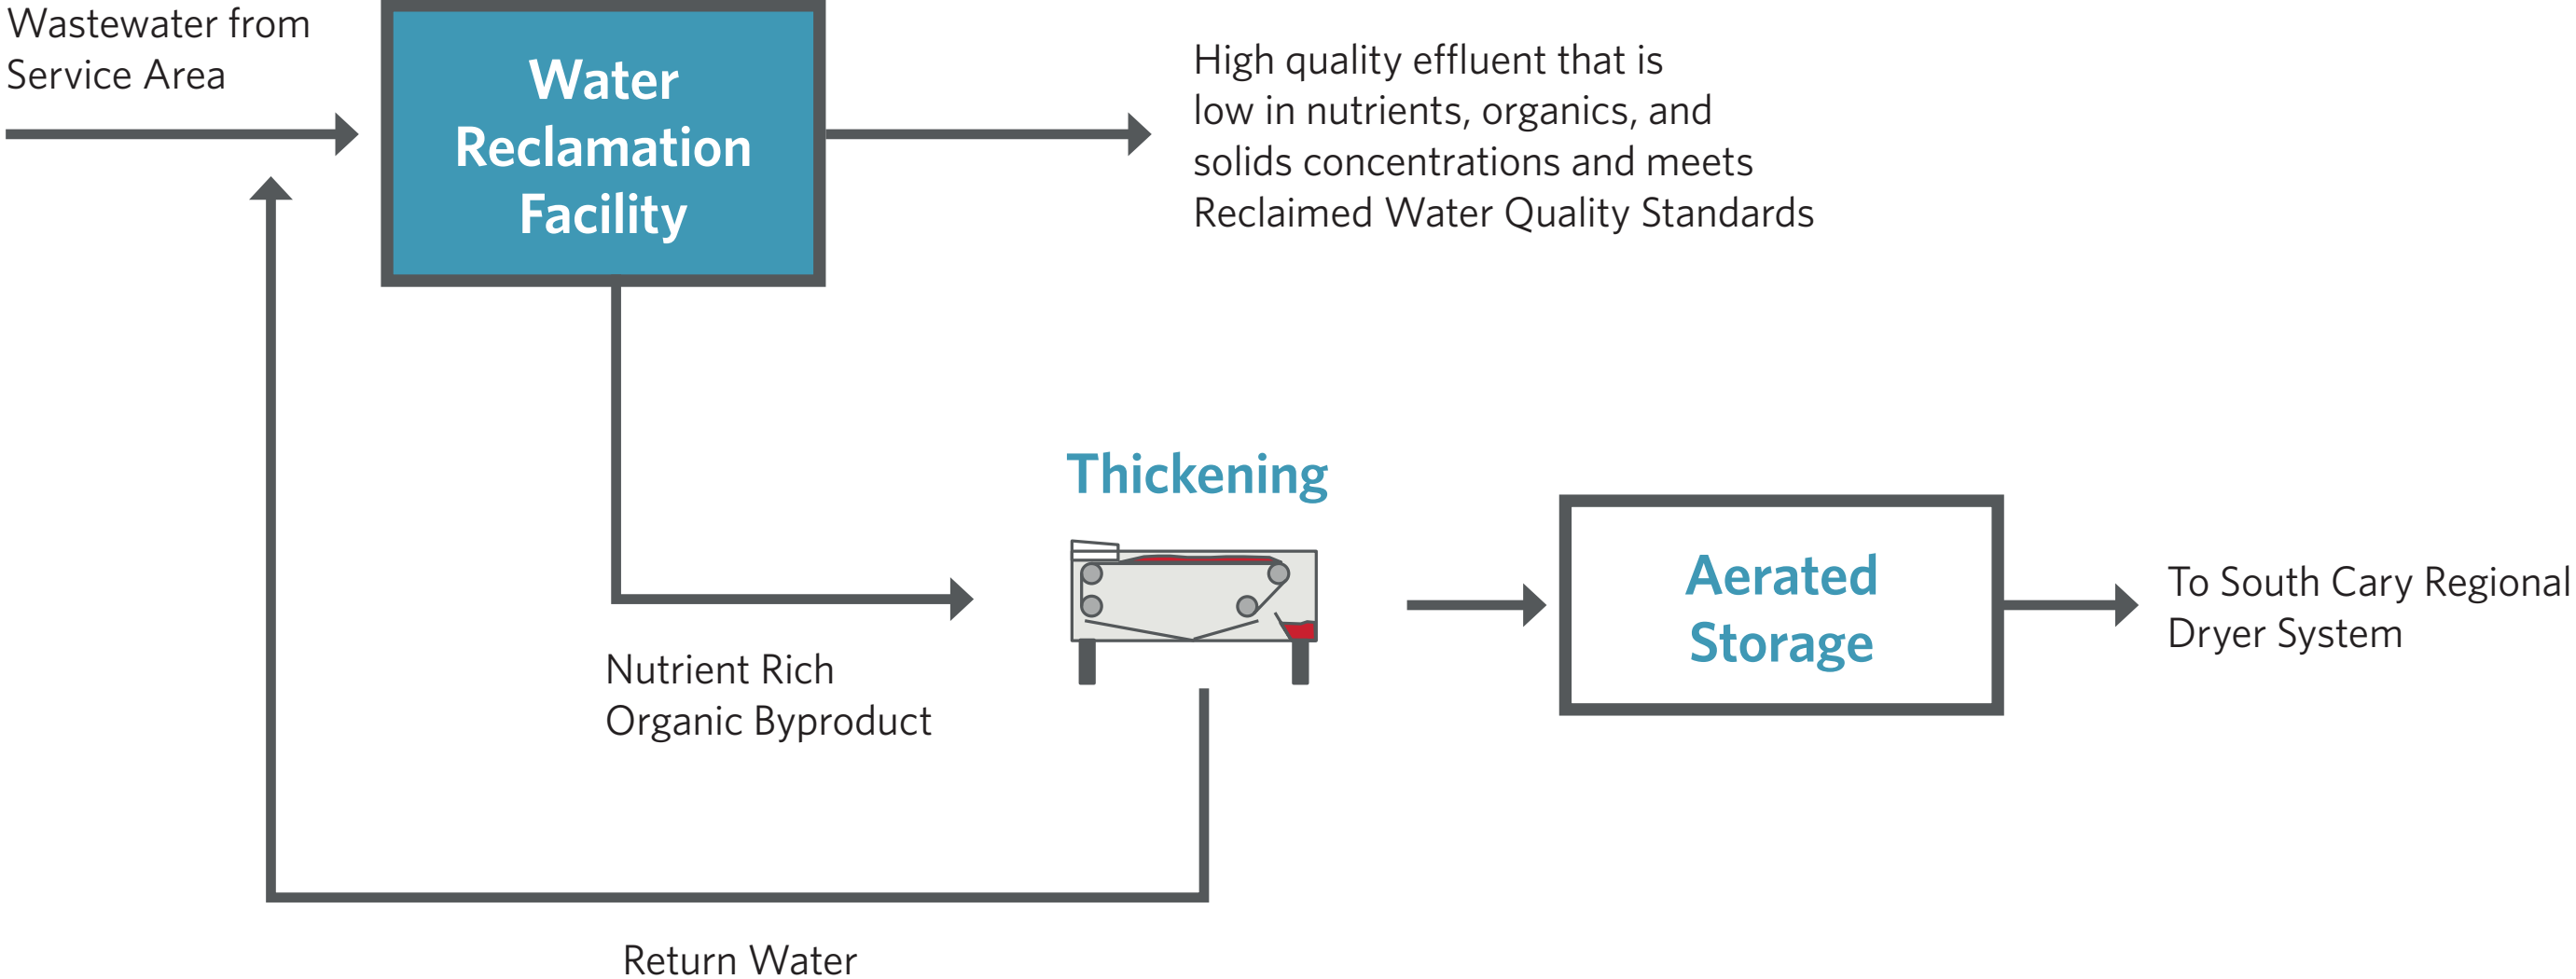 Wastewater from
Service Area
Water
Reclamation
Facility
High quality effluent that is
low in nutrients, organics, and
solids concentrations and meets
Reclaimed Water Quality Standards
Thickening
Aerated
Storage
To South Cary Regional
Dryer System
Nutrient Rich
Organic Byproduct
Return Water